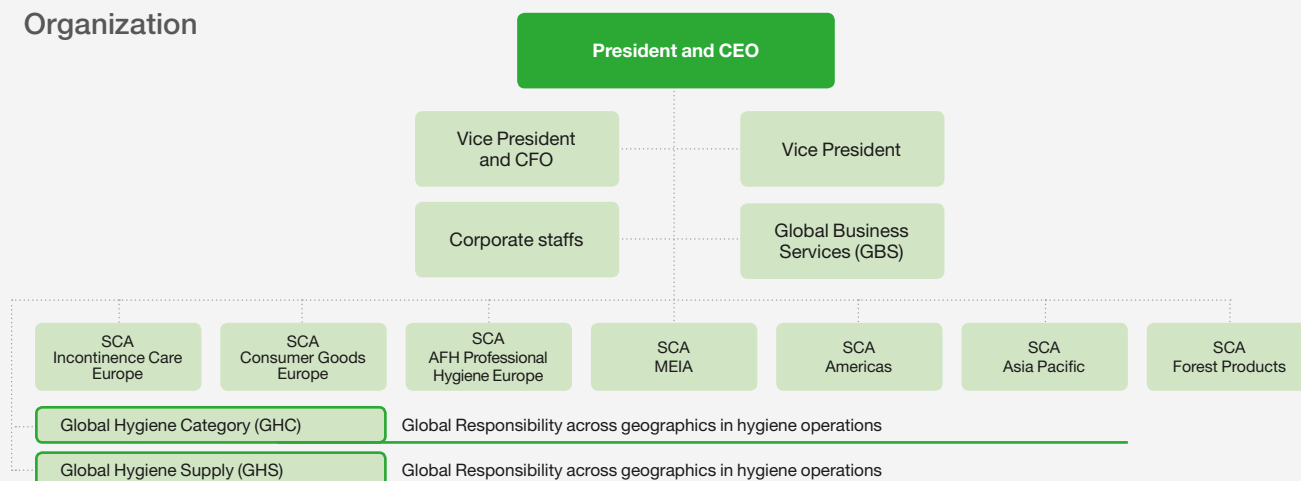 Organization
President and CEO
Vice President
and CFO
Vice President
Corporate staffs
Global Business
Services (GBS)
SCA
Incontinence Care
Europe
SCA
Consumer Goods
Europe
SCA
AFH Professional
Hygiene Europe
SCA
MEIA
SCA
Americas
SCA
Asia Pacific
SCA
Forest Products
Global Hygiene Category (GHC)
Global Responsibility across geographics in hygiene operations
Global Hygiene Supply (GHS)
Global Responsibility across geographics in hygiene operations